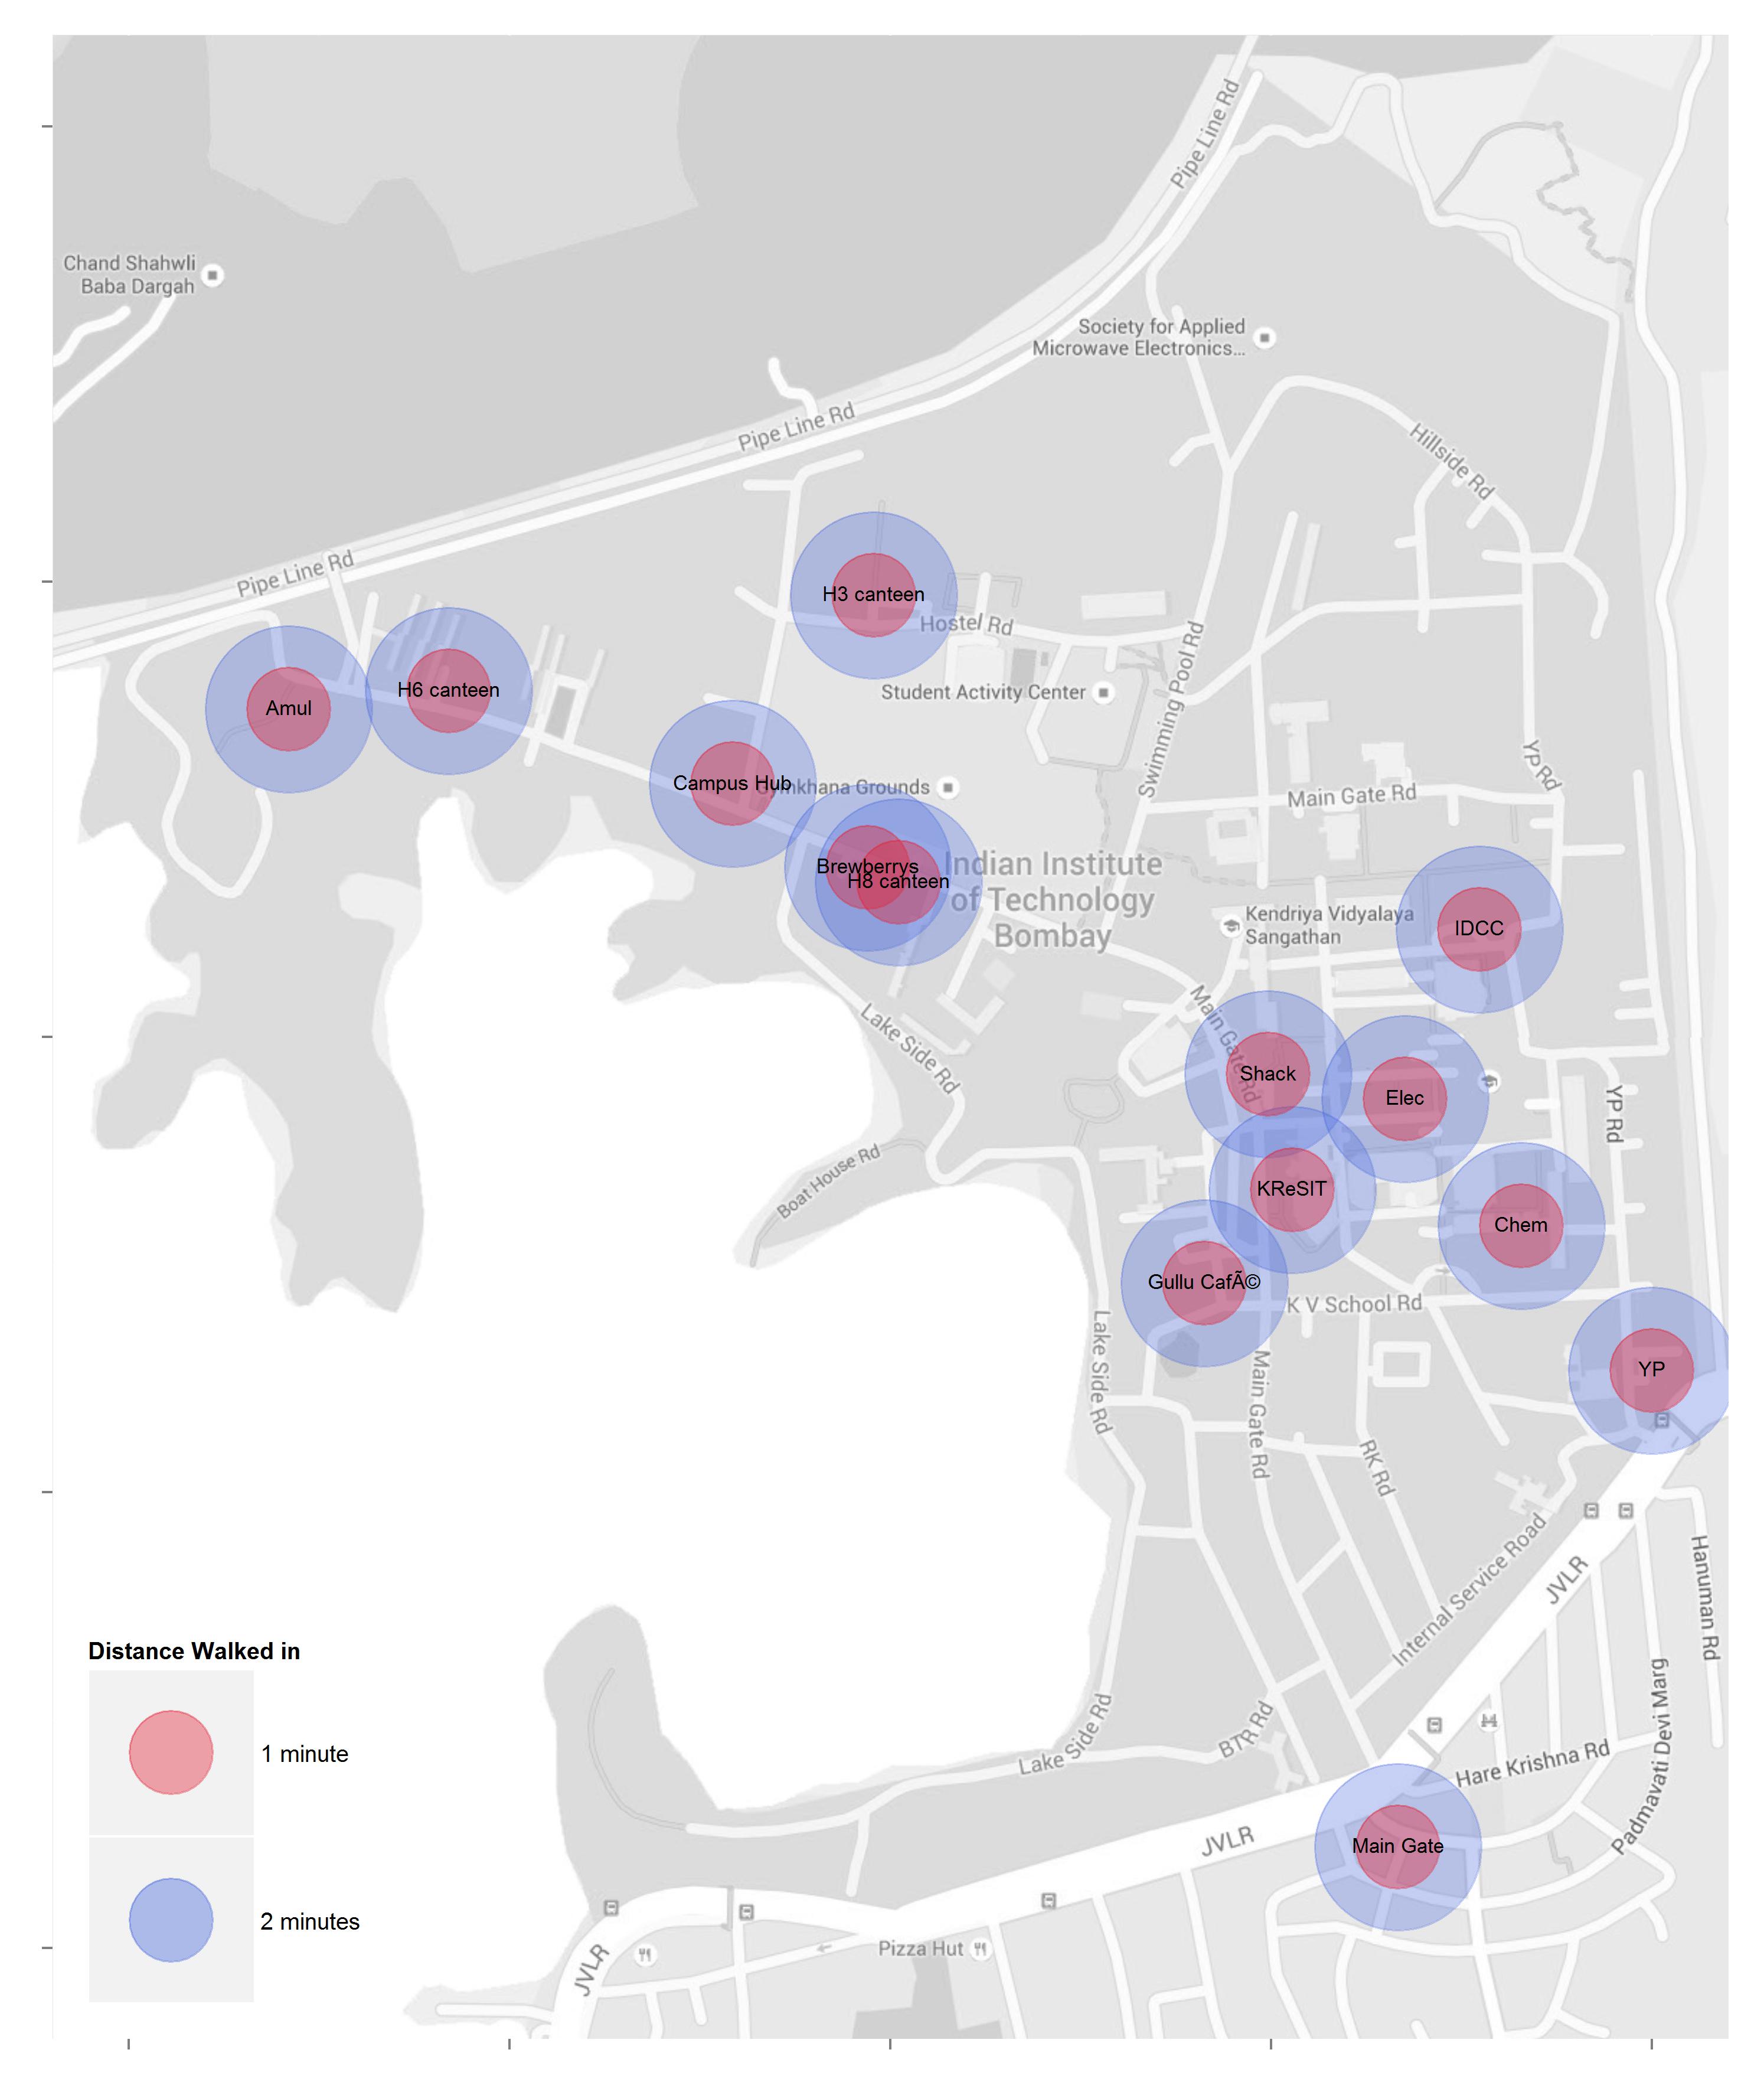 Pipe Line Rd
Chand Shahwli
Baba Dargah
Society for Applied
Microwave Electronics...
Pipe Line Rd
Hillside Rd
Pipe Line Rd
H3 canteen
Hostel Rd
Swimming Pool Rd
Amul
H6 canteen
Student Activity Center
YP Rd
Campus Hub
Gymkhana Grounds
Main Gate Rd
Brewberrys
H8 canteen
Indian Institute
of Technology
Bombay
Kendriya Vidyalaya
Sangathan
IDCC
Main Gate Rd
Lake Side Rd
Shack
Elec
YP Rd
Boat House Rd
KReSIT
Chem
Gullu CafÃ©
K V School Rd
Lake Side Rd
Main Gate Rd
YP
RK Rd
Internal Service Road
JVLR
Hanuman Rd
Distance Walked in
1 minute
2 minutes
Lake Side Rd
BTR Rd
Hare Krishna Rd
Padmavati Devi Marg
JVLR
Main Gate
Pizza Hut
JVLR